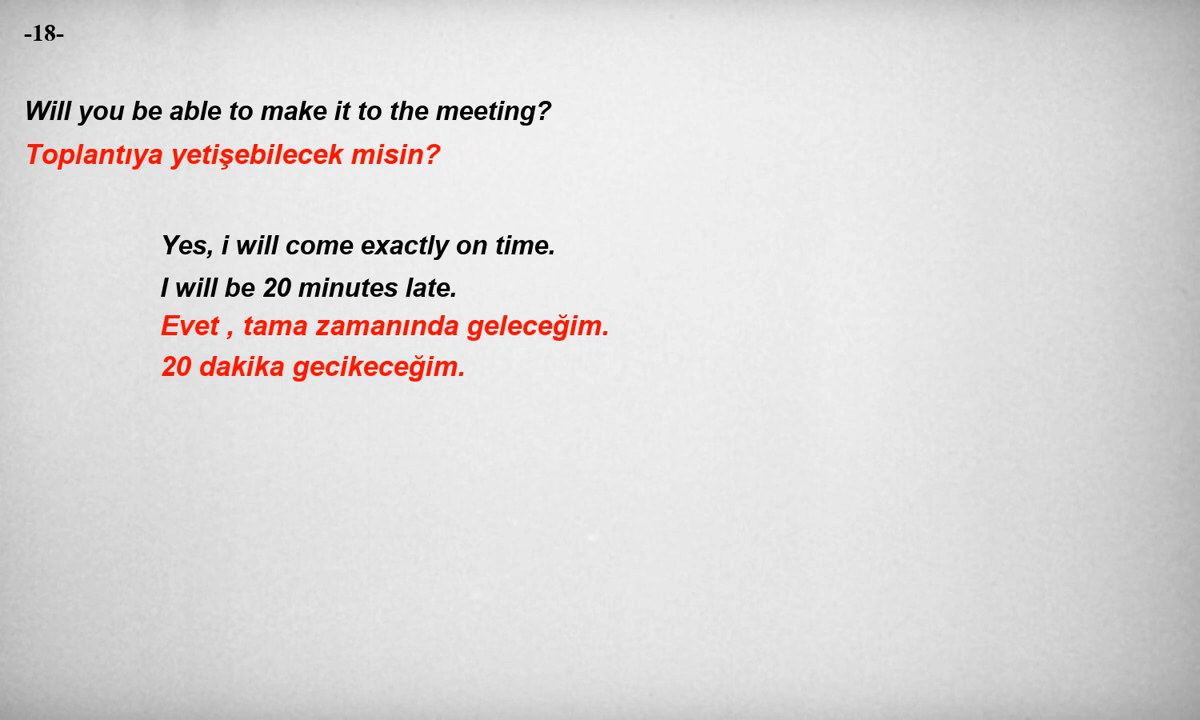 -18-
Will you be able to make it to the meeting?
Toplantıya yetişebilecek misin?
Yes, i will come exactly on time.
I will be 20 minutes late.
Evet , tama zamanında geleceğim.
20 dakika gecikeceğim.